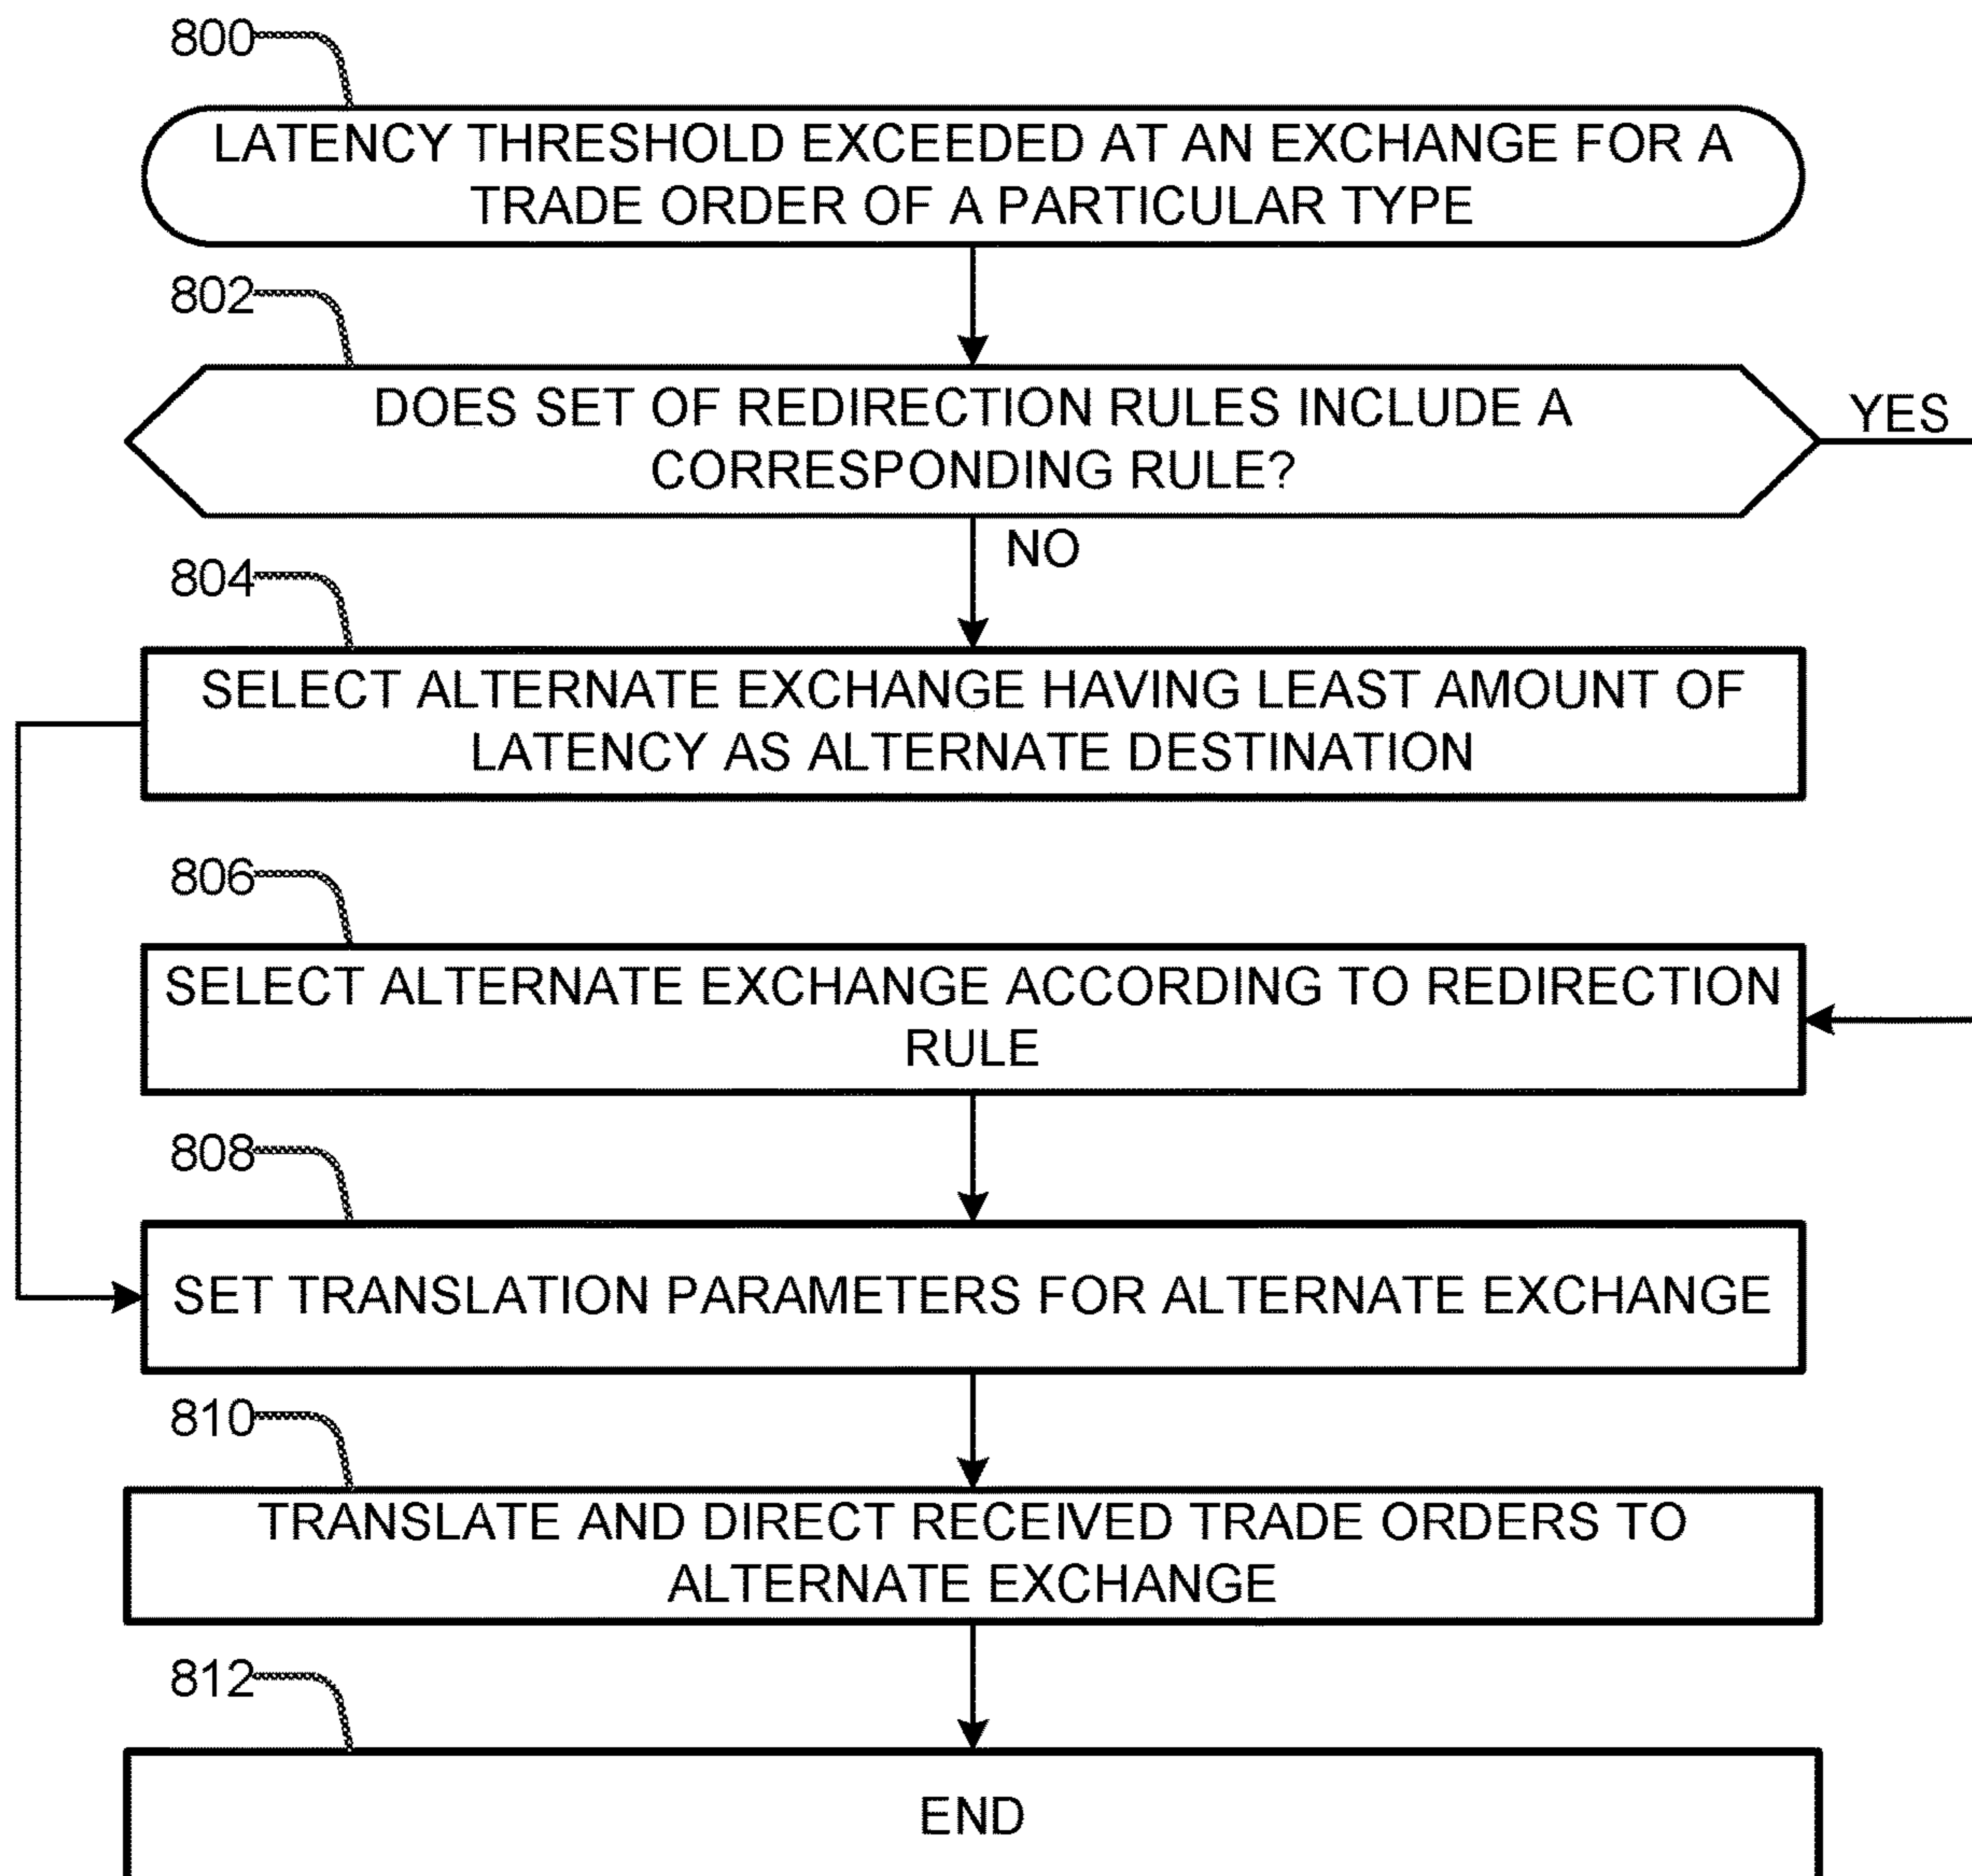 800
LATENCY THRESHOLD EXCEEDED AT AN EXCHANGE FOR A
TRADE ORDER OF A PARTICULAR TYPE
802
DOES SET OF REDIRECTION RULES INCLUDE A
CORRESPONDING RULE?
YES
NO
804
SELECT ALTERNATE EXCHANGE HAVING LEAST AMOUNT OF
LATENCY AS ALTERNATE DESTINATION
806
SELECT ALTERNATE EXCHANGE ACCORDING TO REDIRECTION
RULE
808
SET TRANSLATION PARAMETERS FOR ALTERNATE EXCHANGE
810
TRANSLATE AND DIRECT RECEIVED TRADE ORDERS TO
ALTERNATE EXCHANGE
812
END